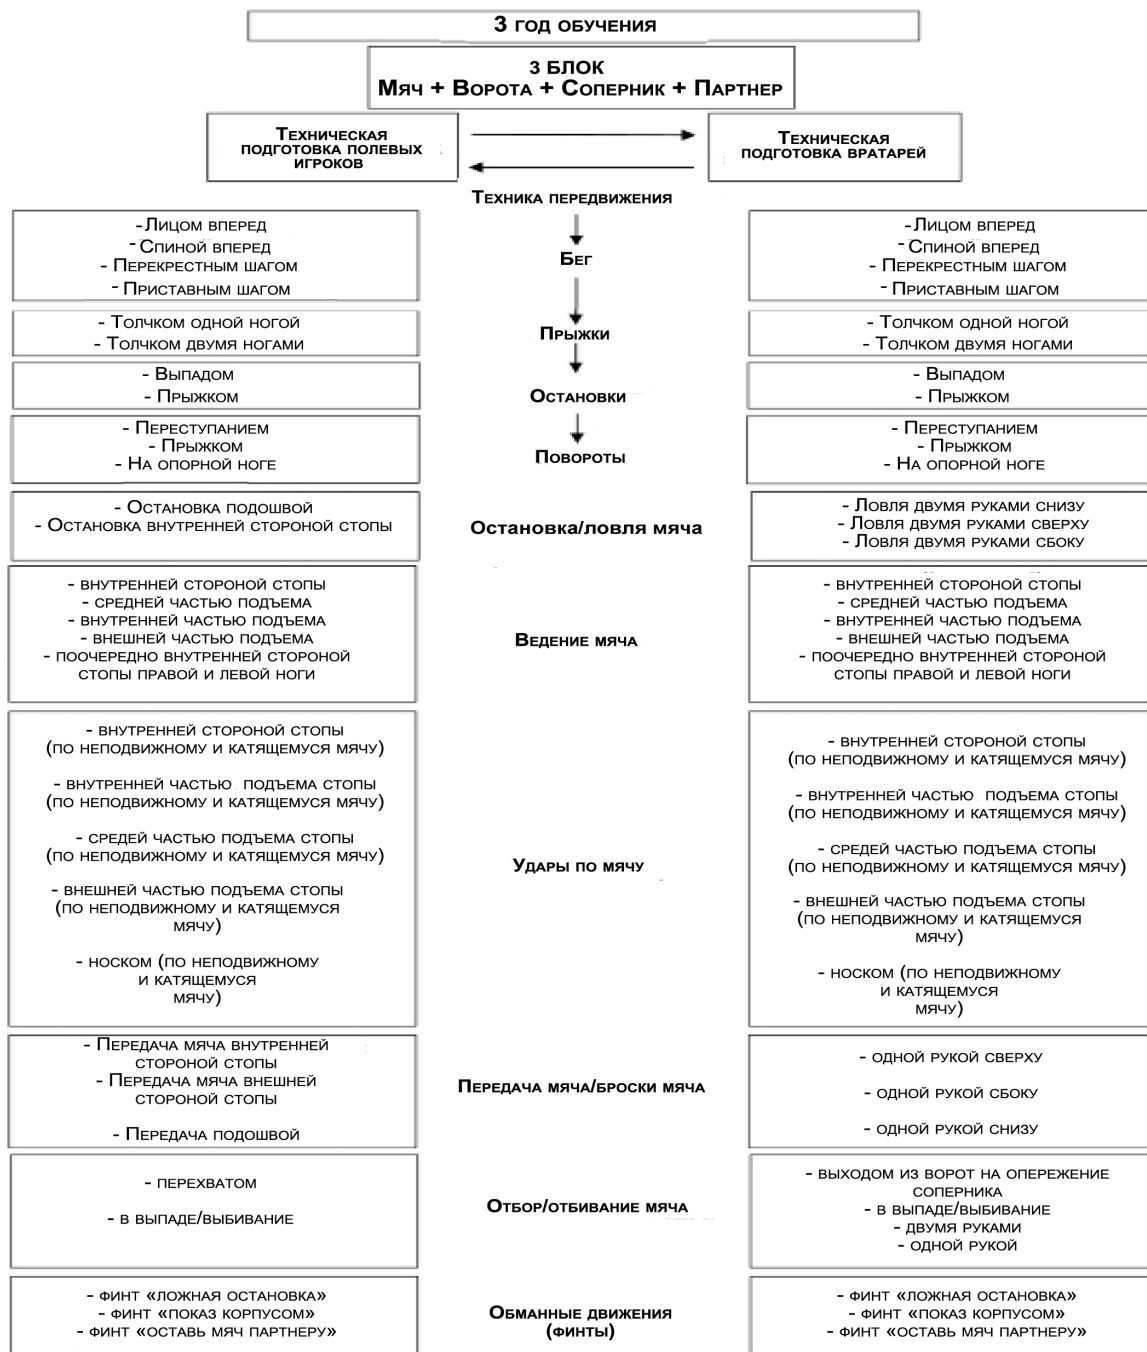 3 год обучения
3 БЛОК
Мяч + Ворота + Соперник + Партнер
Техническая
подготовка полевых
игроков
Техническая
подготовка вратарей
Техника передвижения
- Лицом вперед
- Спиной вперед
- Перекрестным шагом
- Приставным шагом
Бег
- Лицом вперед
- Спиной вперед
- Перекрестным шагом
- Приставным шагом
- Толчком одной ногой
- Толчком двумя ногами
Прыжки
- Толчком одной ногой
- Толчком двумя ногами
- Выпадом
- Прыжком
Остановки
- Выпадом
- Прыжком
- Переступанием
- Прыжком
- На опорной ноге
Повороты
- Переступанием
- Прыжком
- На опорной ноге
- Остановка подошвой
- Остановка внутренней стороной стопы
Остановка/ловля мяча
- Ловля двумя руками снизу
- Ловля двумя руками сверху
- Ловля двумя руками сбоку
- внутренней стороной стопы
- средней частью подъема
- внутренней частью подъема
- внешней частью подъема
- поочередно внутренней стороной
стопы правой и левой ноги
Ведение мяча
- внутренней стороной стопы
- средней частью подъема
- внутренней частью подъема
- внешней частью подъема
- поочередно внутренней стороной
стопы правой и левой ноги
- внутренней стороной стопы
(по неподвижному и катящемуся мячу)
- внутренней частью подъема стопы
(по неподвижному и катящемуся мячу)
- средей частью подъема стопы
(по неподвижному и катящемуся мячу)
- внешней частью подъема стопы
(по неподвижному и катящемуся
мячу)
- носком (по неподвижному
и катящемуся
мячу)
Удары по мячу
- внутренней стороной стопы
(по неподвижному и катящемуся мячу)
- внутренней частью подъема стопы
(по неподвижному и катящемуся мячу)
- средей частью подъема стопы
(по неподвижному и катящемуся мячу)
- внешней частью подъема стопы
(по неподвижному и катящемуся
мячу)
- носком (по неподвижному
и катящемуся
мячу)
- Передача мяча внутренней
стороной стопы
- Передача мяча внешней
стороной стопы
- Передача подошвой
Передача мяча/броски мяча
- одной рукой сверху
- одной рукой сбоку
- одной рукой снизу
- перехватом
- в выпаде/выбивание
Отбор/отбивание мяча
- выходом из ворот на опережение
соперника
- в выпаде/выбивание
- двумя руками
- одной рукой
- финт «ложная остановка»
- финт «показ корпусом»
- финт «оставь мяч партнеру»
Обманные движения
(финты)
- финт «ложная остановка»
- финт «показ корпусом»
- финт «оставь мяч партнеру»